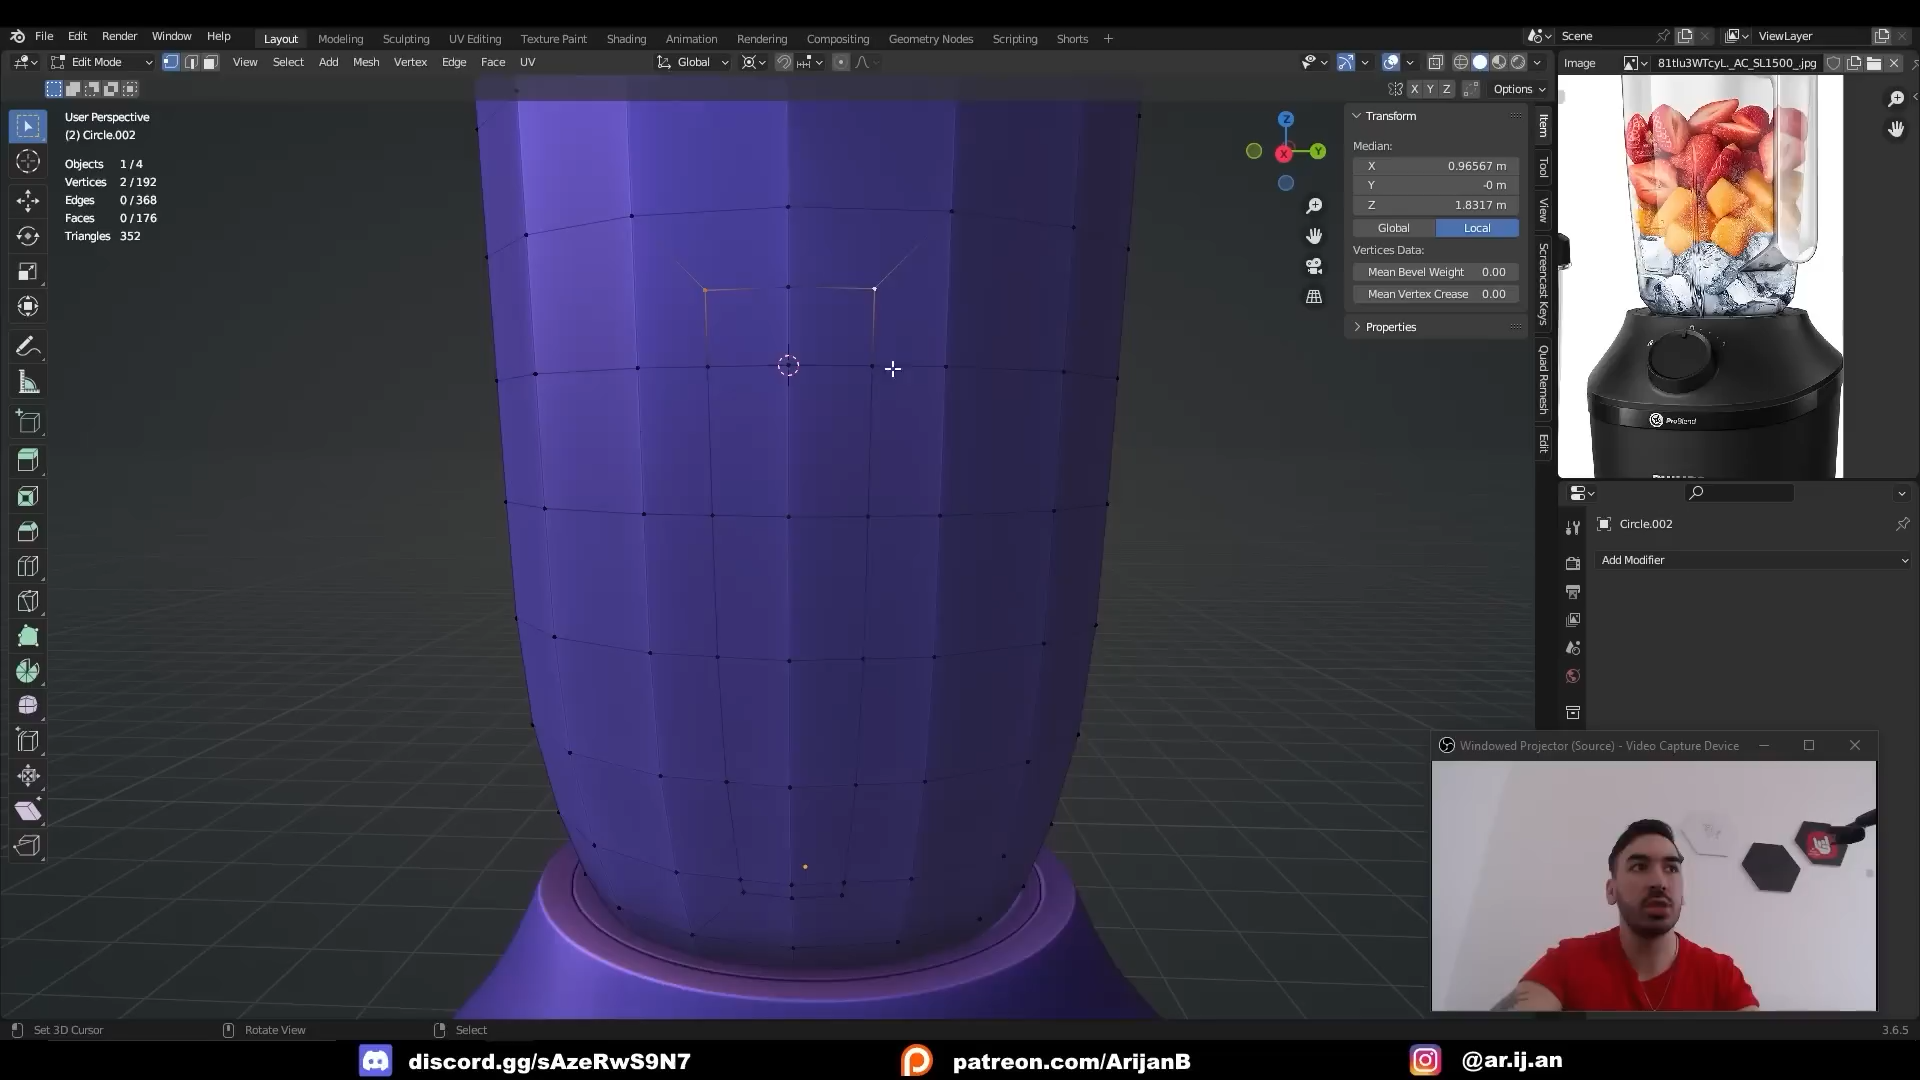 File Edit Render Window Help
Layout Modeling Sculpting UV Editing Texture Paint Shading Animation Rendering Compositing Geometry Nodes Scripting Shorts +
Scene
ViewLayer
Edit Mode
View Select Add Mesh Vertex Edge Face UV
Global
Image
81tlu3WTcyL._AC_SL1500_.jpg
X Y Z
Options
User Perspective
(2) Circle.002
Objects 1 / 4
Vertices 2 / 192
Edges 0 / 368
Faces 0 / 176
Triangles 352
Z
X
Y
Transform
Median:
X 0.96567 m
Y -0 m
Z 1.8317 m
Global Local
Vertices Data:
Mean Bevel Weight 0.00
Mean Vertex Crease 0.00
Properties
Item
Tool
View
Screencast Keys
Quad Remesh
Edit
ProBlend
Circle.002
Add Modifier
Windowed Projector (Source) - Video Capture Device
Set 3D Cursor
Rotate View
Select
3.6.5
discord.gg/sAzeRwS9N7
patreon.com/ArijanB
@ar.ij.an